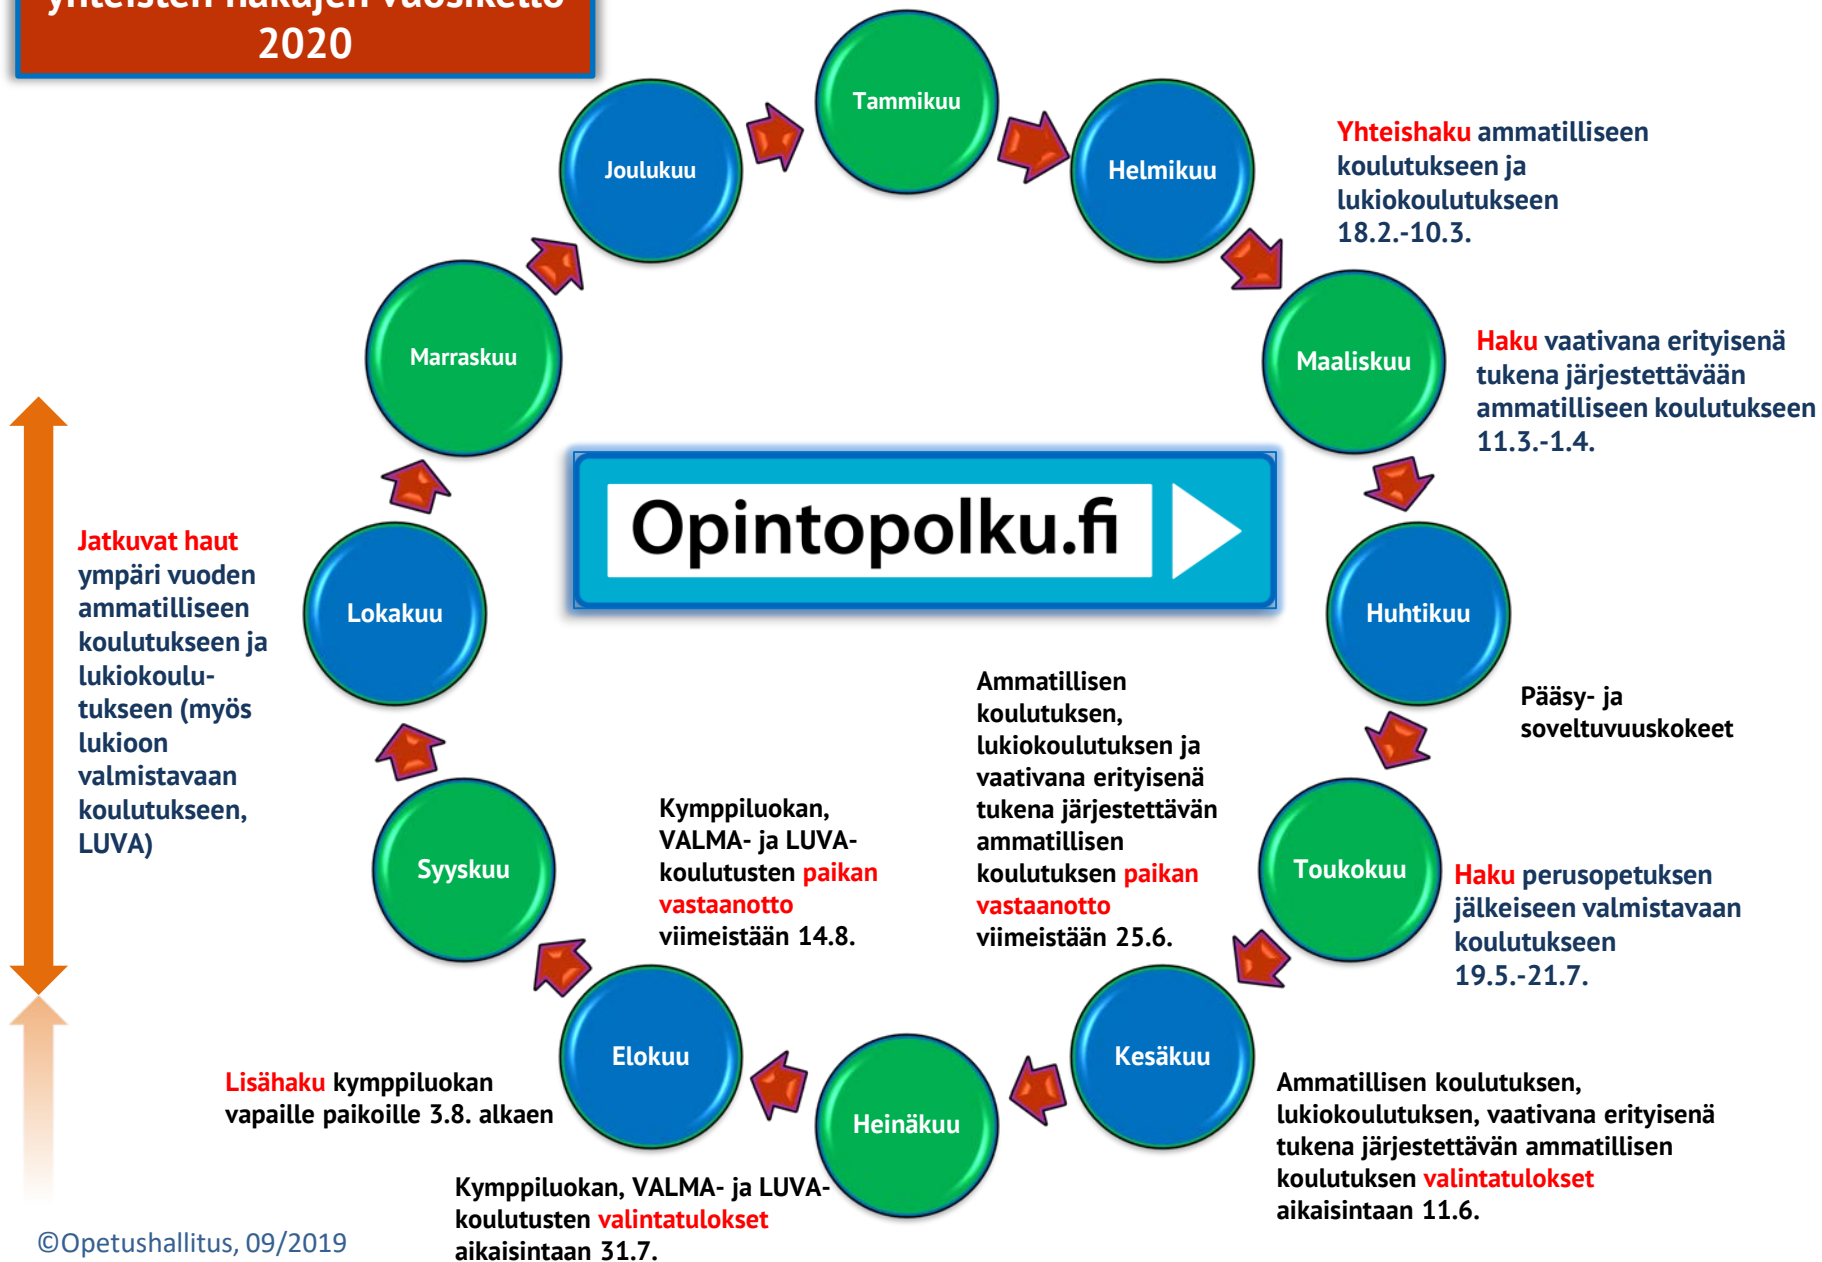 yhteisten hakujen vuosikello
2020
Tammikuu
Helmikuu
Yhteishaku ammatilliseen
koulutukseen ja
lukiokoulutukseen
18.2.-10.3.
Maaliskuu
Haku vaativana erityisenä
tukena järjestettävään
ammatilliseen koulutukseen
11.3.-1.4.
Huhtikuu
Pääsy- ja
soveltuvuuskokeet
Toukokuu
Haku perusopetuksen
jälkeiseen valmistavaan
koulutukseen
19.5.-21.7.
Kesäkuu
Ammatillisen koulutuksen,
lukiokoulutuksen, vaativana erityisenä
tukena järjestettävän ammatillisen
koulutuksen valintatulokset
aikaisintaan 11.6.
Ammatillisen
koulutuksen,
lukiokoulutuksen ja
vaativana erityisenä
tukena järjestettävän
ammatillisen
koulutuksen paikan
vastaanotto
viimeistään 25.6.
Heinäkuu
Kymppiluokan, VALMA- ja LUVA-
koulutusten valintatulokset
aikaisintaan 31.7.
Elokuu
Lisähaku kymppiluokan
vapaille paikoille 3.8. alkaen
Kymppiluokan,
VALMA- ja LUVA-
koulutusten paikan
vastaanotto
viimeistään 14.8.
Syyskuu
Lokakuu
Marraskuu
Joulukuu
Jatkuvat haut
ympäri vuoden
ammatilliseen
koulutukseen ja
lukiokoulu-
tukseen (myös
lukioon
valmistavaan
koulutukseen,
LUVA)
Opintopolku.fi
©Opetushallitus, 09/2019